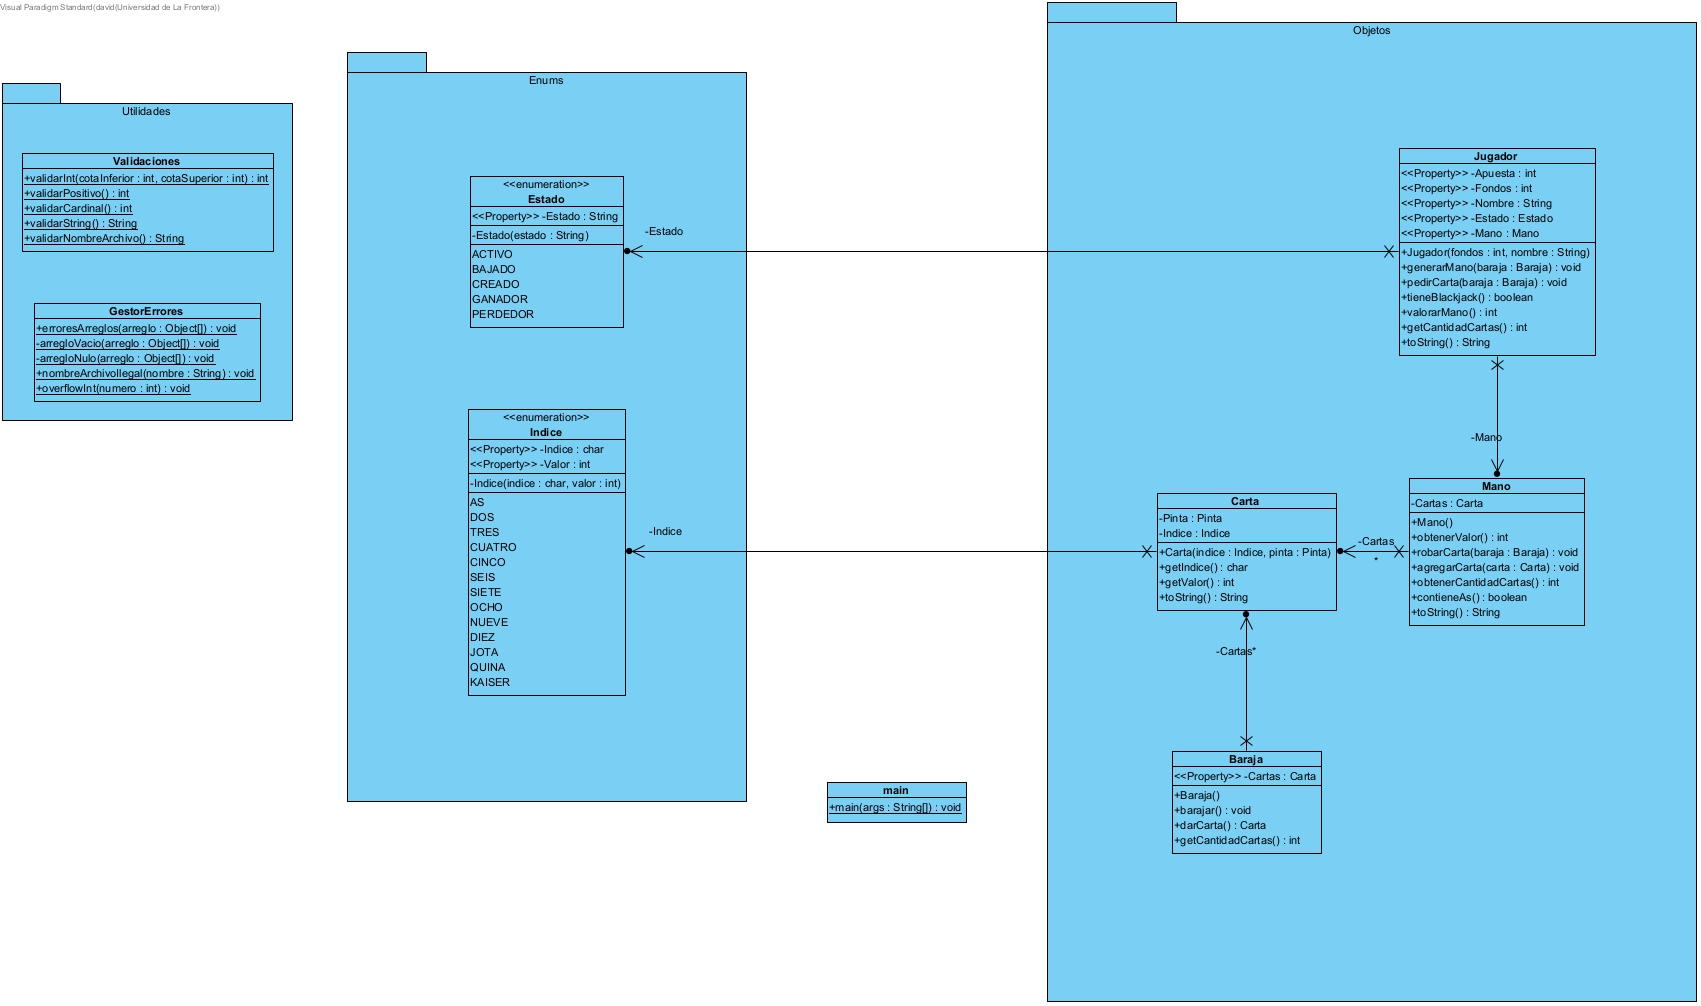 Visual Paradigm Standard(david(Universidad de La Frontera))
Utilidades
Validaciones
+validarInt(cotaInferior : int, cotaSuperior : int) : int
+validarPositivo() : int
+validarCardinal() : int
+validarString() : String
+validarNombreArchivo() : String
GestorErrores
+erroresArreglos(arreglo : Object[]) : void
-arregloVacio(arreglo : Object[]) : void
-arregloNulo(arreglo : Object[]) : void
+nombreArchivoIlegal(nombre : String) : void
+overflowInt(numero : int) : void
Enums
<<enumeration>>
Estado
<<Property>> -Estado : String
-Estado(estado : String)
ACTIVO
BAJADO
CREADO
GANADOR
PERDEDOR
-Estado
<<enumeration>>
Indice
<<Property>> -Indice : char
<<Property>> -Valor : int
-Indice(indice : char, valor : int)
AS
DOS
TRES
CUATRO
CINCO
SEIS
SIETE
OCHO
NUEVE
DIEZ
JOTA
QUINA
KAISER
-Indice
main
+main(args : String[]) : void
Objetos
Jugador
<<Property>> -Apuesta : int
<<Property>> -Fondos : int
<<Property>> -Nombre : String
<<Property>> -Estado : Estado
<<Property>> -Mano : Mano
+Jugador(fondos : int, nombre : String)
+generarMano(baraja : Baraja) : void
+pedirCarta(baraja : Baraja) : void
+tieneBlackjack() : boolean
+valorarMano() : int
+getCantidadCartas() : int
+toString() : String
-Mano
Mano
-Cartas : Carta
+Mano()
+obtenerValor() : int
+robarCarta(baraja : Baraja) : void
+agregarCarta(carta : Carta) : void
+obtenerCantidadCartas() : int
+contieneAs() : boolean
+toString() : String
-Cartas
*
Carta
-Pinta : Pinta
-Indice : Indice
+Carta(indice : Indice, pinta : Pinta)
+getIndice() : char
+getValor() : int
+toString() : String
-Cartas*
Baraja
<<Property>> -Cartas : Carta
+Baraja()
+barajar() : void
+darCarta() : Carta
+getCantidadCartas() : int